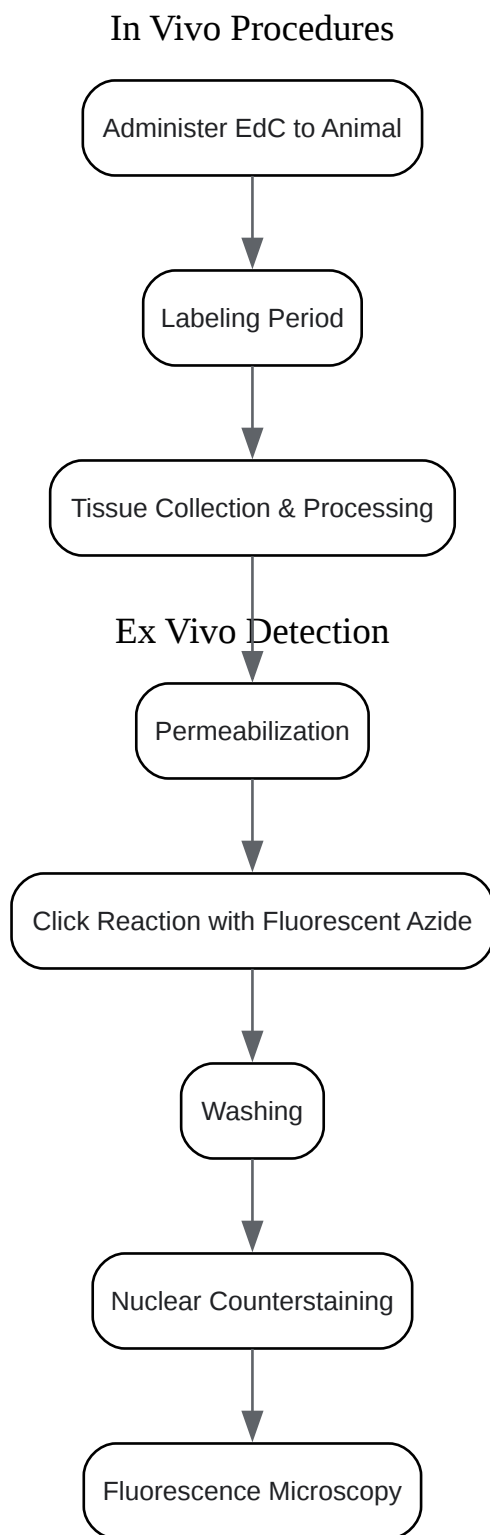 In Vivo Procedures
Administer EdC to Animal
Labeling Period
Tissue Collection & Processing
Ex Vivo Detection
Permeabilization
Click Reaction with Fluorescent Azide
Washing
Nuclear Counterstaining
Fluorescence Microscopy